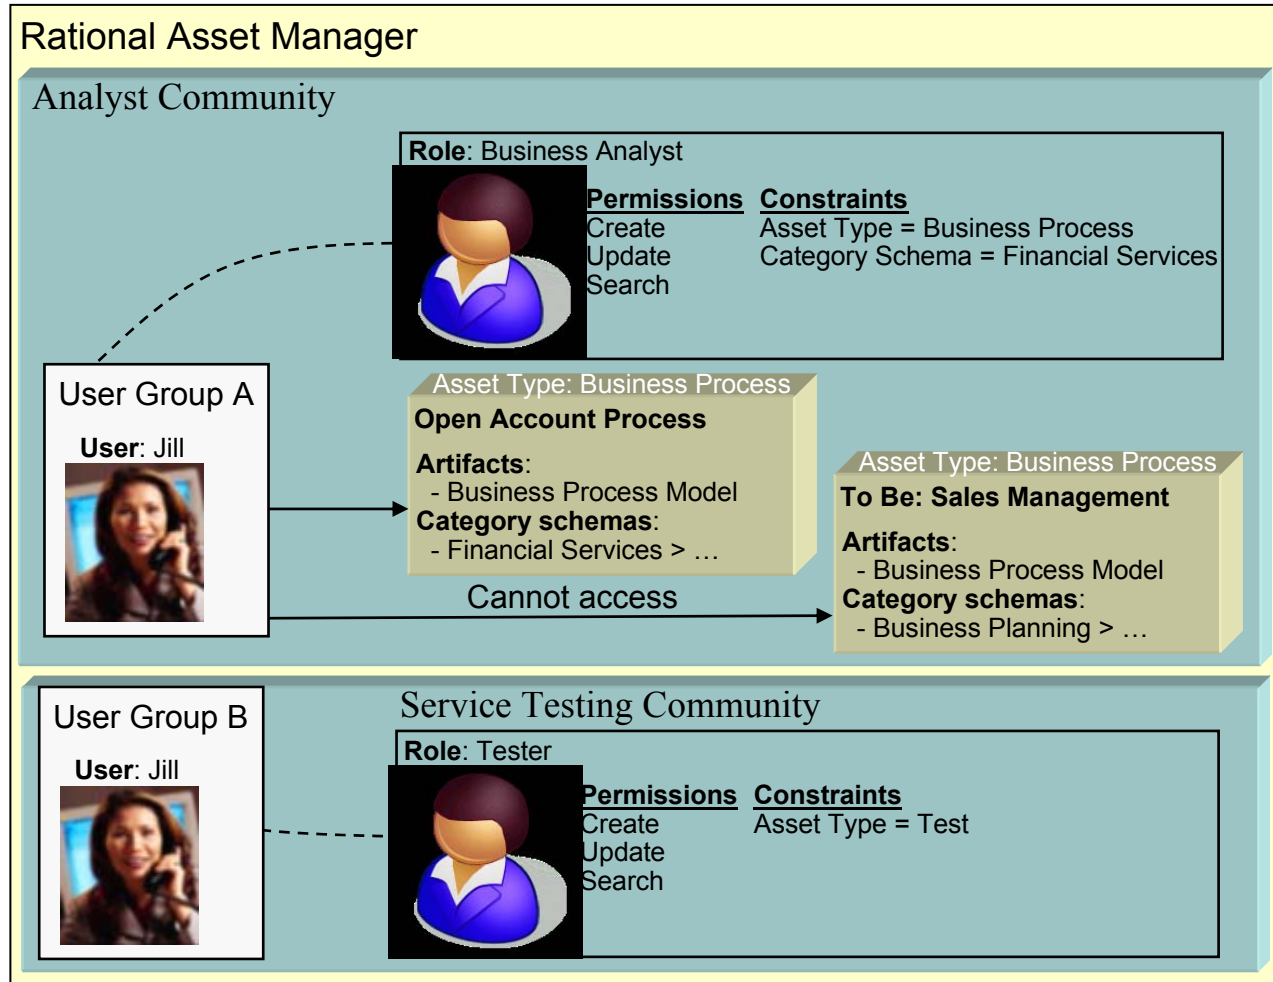 Rational Asset Manager
Analyst Community
Role: Business Analyst
Permissions Constraints
Create Asset Type = Business Process
Update Category Schema = Financial Services
Search
User Group A
User: Jill
Asset Type: Business Process
Open Account Process
Artifacts:
- Business Process Model
Category schemas:
- Financial Services > …
Cannot access
Asset Type: Business Process
To Be: Sales Management
Artifacts:
- Business Process Model
Category schemas:
- Business Planning > …
User Group B
User: Jill
Service Testing Community
Role: Tester
Permissions Constraints
Create Asset Type = Test
Update
Search